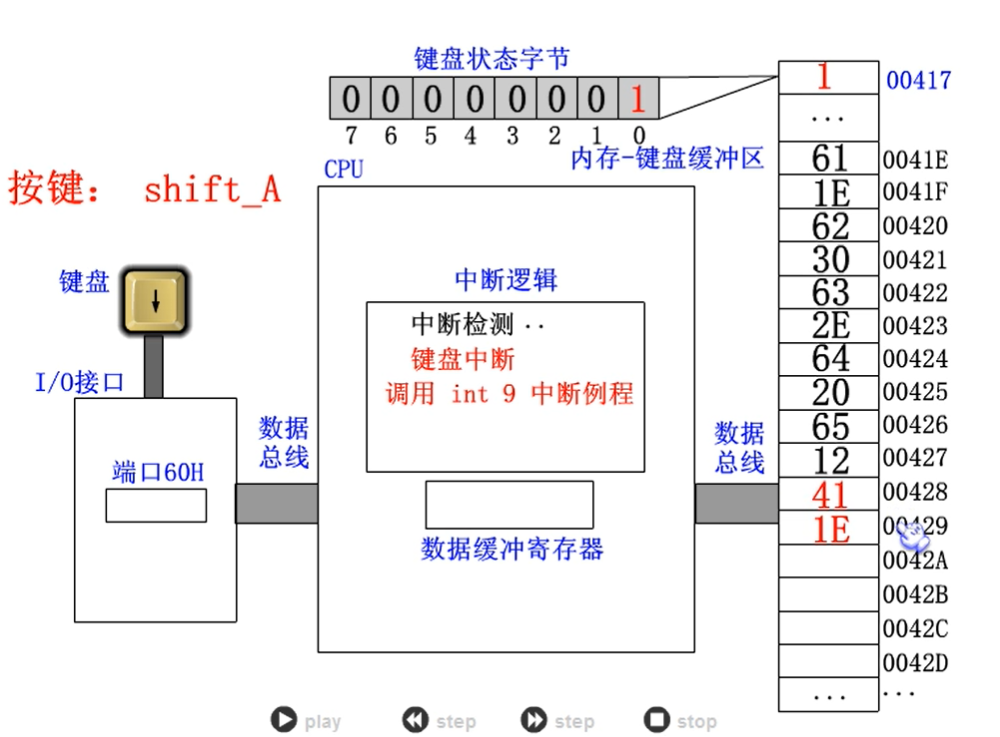 键盘状态字节
0 0 0 0 0 0 0 1
7 6 5 4 3 2 1 0
1 00417
...
内存-键盘缓冲区
CPU
按键： shift_A
61 0041E
1E 0041F
62 00420
30 00421
63 00422
2E 00423
64 00424
20 00425
65 00426
12 00427
41 00428
1E 00429
0042A
0042B
0042C
0042D
... ...
键盘
↓
I/O接口
端口60H
数据
总线
中断逻辑
中断检测 ..
键盘中断
调用 int 9 中断例程
数据缓冲寄存器
数据
总线
play step step stop